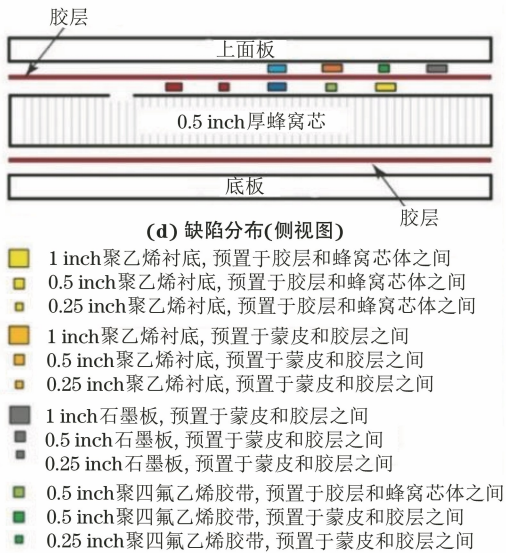 胶层
上面板
0.5 inch厚蜂窝芯
底板
胶层
(d) 缺陷分布(侧视图)
1 inch聚乙烯衬底, 预置于胶层和蜂窝芯体之间
0.5 inch聚乙烯衬底, 预置于胶层和蜂窝芯体之间
0.25 inch聚乙烯衬底, 预置于胶层和蜂窝芯体之间
1 inch聚乙烯衬底, 预置于蒙皮和胶层之间
0.5 inch聚乙烯衬底, 预置于蒙皮和胶层之间
0.25 inch聚乙烯衬底, 预置于蒙皮和胶层之间
1 inch石墨板, 预置于蒙皮和胶层之间
0.5 inch石墨板, 预置于蒙皮和胶层之间
0.25 inch石墨板, 预置于蒙皮和胶层之间
0.5 inch聚四氟乙烯胶带, 预置于胶层和蜂窝芯体之间
0.5 inch聚四氟乙烯胶带, 预置于蒙皮和胶层之间
0.25 inch聚四氟乙烯胶带, 预置于蒙皮和胶层之间